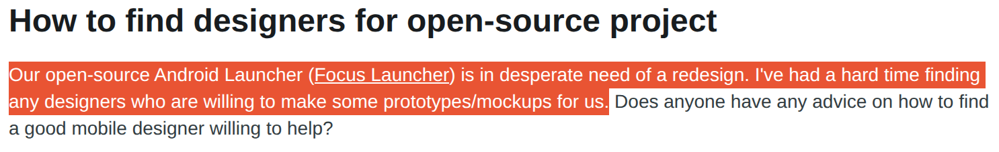 How to find designers for open-source project
Our open-source Android Launcher (Focus Launcher) is in desperate need of a redesign. I've had a hard time finding
any designers who are willing to make some prototypes/mockups for us. Does anyone have any advice on how to find
a good mobile designer willing to help?